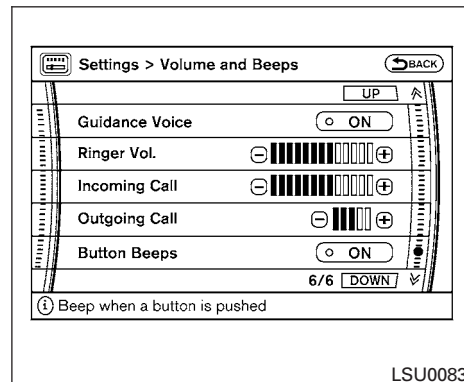 Settings > Volume and Beeps
BACK
UP
Guidance Voice ON
Ringer Vol.
Incoming Call
Outgoing Call
Button Beeps ON
6/6 DOWN
i Beep when a button is pushed
LSU0083